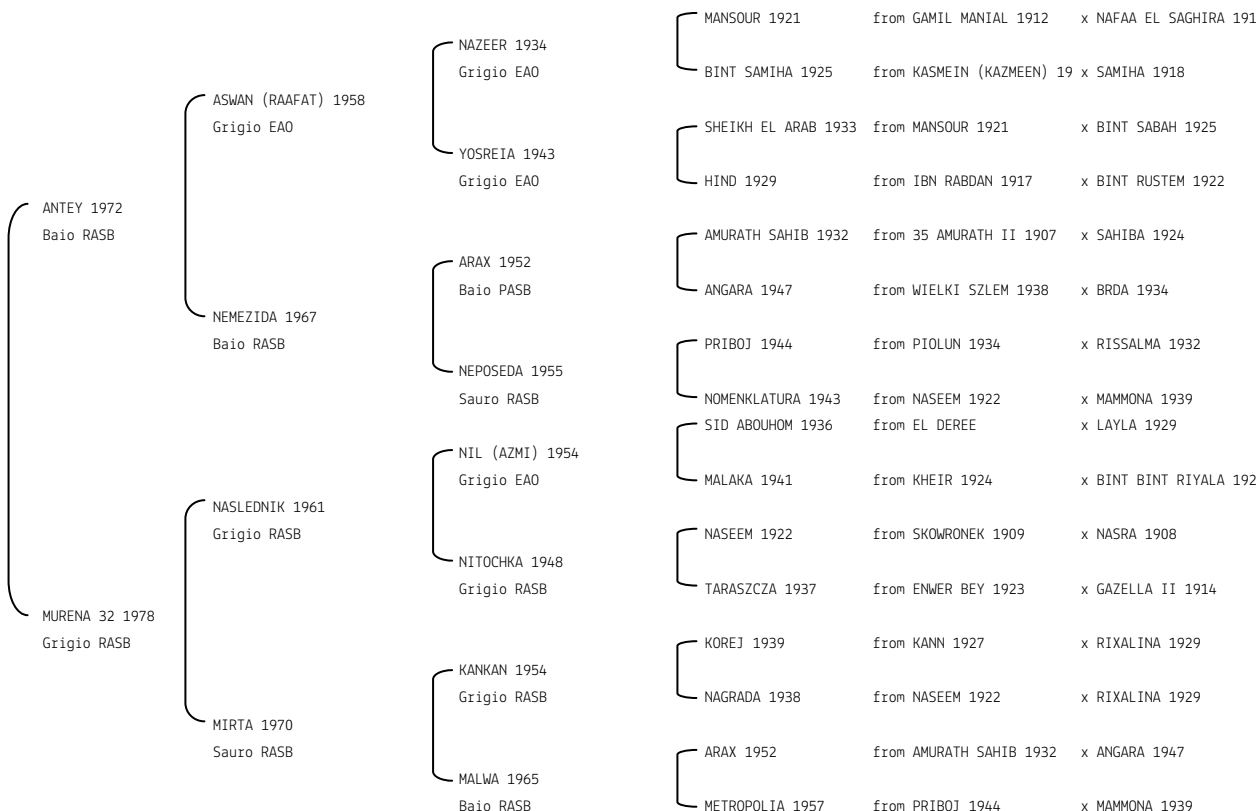 MANSOUR 1921 from GAMIL MANIAL 1912 x NAFAA EL SAGHIRA 191
NAZEER 1934
Grigio EAO BINT SAMIHA 1925 from KASMEIN (KAZMEEN) 19 x SAMIHA 1918
ASWAN (RAAFAT) 1958
Grigio EAO SHEIKH EL ARAB 1933 from MANSOUR 1921 x BINT SABAH 1925
YOSREIA 1943
Grigio EAO HIND 1929 from IBN RABDAN 1917 x BINT RUSTEM 1922
ANTEY 1972
Baio RASB AMURATH SAHIB 1932 from 35 AMURATH II 1907 x SAHIBA 1924
ARAX 1952
Baio PASB ANGARA 1947 from WIELKI SZLEM 1938 x BRDA 1934
NEMEZIDA 1967
Baio RASB PRIBOJ 1944 from PIOLUN 1934 x RISSALMA 1932
NEPOSEDA 1955
Sauro RASB NOMENKLATURA 1943 from NASEEM 1922 x MAMMONA 1939
SID ABOUHOM 1936 from EL DEREE x LAYLA 1929
NIL (AZMI) 1954
Grigio EAO MALAKA 1941 from KHEIR 1924 x BINT BINT RIYALA 192
NASLEDNIK 1961
Grigio RASB NASEEM 1922 from SKOWRONEK 1909 x NASRA 1908
NITOCHKA 1948
Grigio RASB TARASZCZA 1937 from ENWER BEY 1923 x GAZELLA II 1914
MURENA 32 1978
Grigio RASB KOREJ 1939 from KANN 1927 x RIXALINA 1929
KANKAN 1954
Grigio RASB NAGRADA 1938 from NASEEM 1922 x RIXALINA 1929
MIRTA 1970
Sauro RASB ARAX 1952 from AMURATH SAHIB 1932 x ANGARA 1947
MALWA 1965
Baio RASB METROPOLIA 1957 from PRIBOJ 1944 x MAMMONA 1939